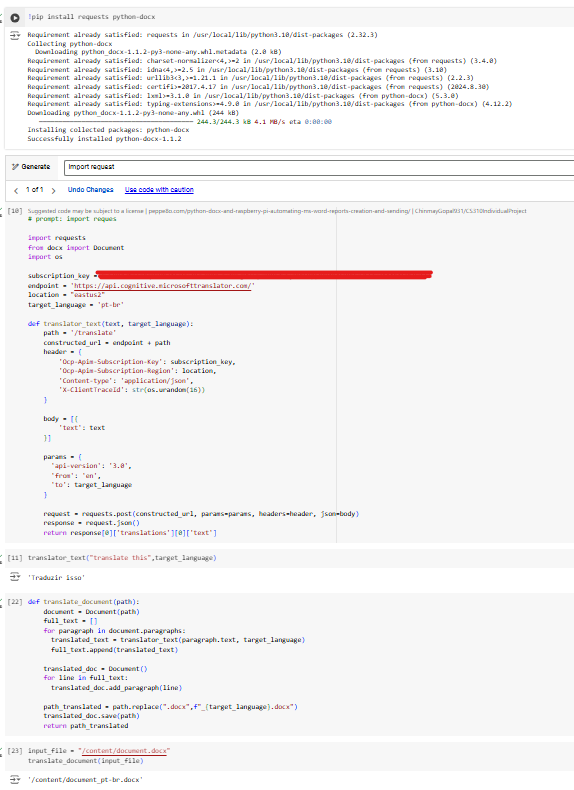 !pip install requests python-docx
Requirement already satisfied: requests in /usr/local/lib/python3.10/dist-packages (2.32.3)
Collecting python-docx
  Downloading python_docx-1.1.2-py3-none-any.whl.metadata (2.0 kB)
Requirement already satisfied: charset-normalizer<4,>=2 in /usr/local/lib/python3.10/dist-packages (from requests) (3.4.0)
Requirement already satisfied: idna<4,>=2.5 in /usr/local/lib/python3.10/dist-packages (from requests) (3.10)
Requirement already satisfied: urllib3<3,>=1.21.1 in /usr/local/lib/python3.10/dist-packages (from requests) (2.2.3)
Requirement already satisfied: certifi>=2017.4.17 in /usr/local/lib/python3.10/dist-packages (from requests) (2024.8.30)
Requirement already satisfied: lxml>=3.1.0 in /usr/local/lib/python3.10/dist-packages (from python-docx) (5.3.0)
Requirement already satisfied: typing-extensions>=4.9.0 in /usr/local/lib/python3.10/dist-packages (from python-docx) (4.12.2)
Downloading python_docx-1.1.2-py3-none-any.whl (244 kB)
244.3/244.3 kB 4.1 MB/s eta 0:00:00
Installing collected packages: python-docx
Successfully installed python-docx-1.1.2
Generate Import request
< 1 of 1 > Undo Changes Use code with caution
[10] Suggested code may be subject to a license | peppe8o.com/python-docx-and-raspberry-pi-automating-ms-word-reports-creation-and-sending/ | ChinmayGopal931/CS310IndividualProject
# prompt: import reques
import requests
from docx import Document
import os
subscription_key =
endpoint = 'https://api.cognitive.microsofttranslator.com/'
location = "eastus2"
target_language = 'pt-br'
def translator_text(text, target_language):
    path = '/translate'
    constructed_url = endpoint + path
    header = {
        'Ocp-Apim-Subscription-Key': subscription_key,
        'Ocp-Apim-Subscription-Region': location,
        'Content-type': 'application/json',
        'X-ClientTraceId': str(os.urandom(16))
    }
    body = [{
        'text': text
    }]
    params = {
      'api-version': '3.0',
      'from': 'en',
      'to': target_language
    }
    request = requests.post(constructed_url, params=params, headers=header, json=body)
    response = request.json()
    return response[0]['translations'][0]['text']
[11] translator_text("translate this",target_language)
'Traduzir isso'
[22] def translate_document(path):
    document = Document(path)
    full_text = []
    for paragraph in document.paragraphs:
      translated_text = translator_text(paragraph.text, target_language)
      full_text.append(translated_text)
    translated_doc = Document()
    for line in full_text:
      translated_doc.add_paragraph(line)
    path_translated = path.replace(".docx",f"_{target_language}.docx")
    translated_doc.save(path)
    return path_translated
[23] input_file = "/content/document.docx"
translate_document(input_file)
'/content/document_pt-br.docx'